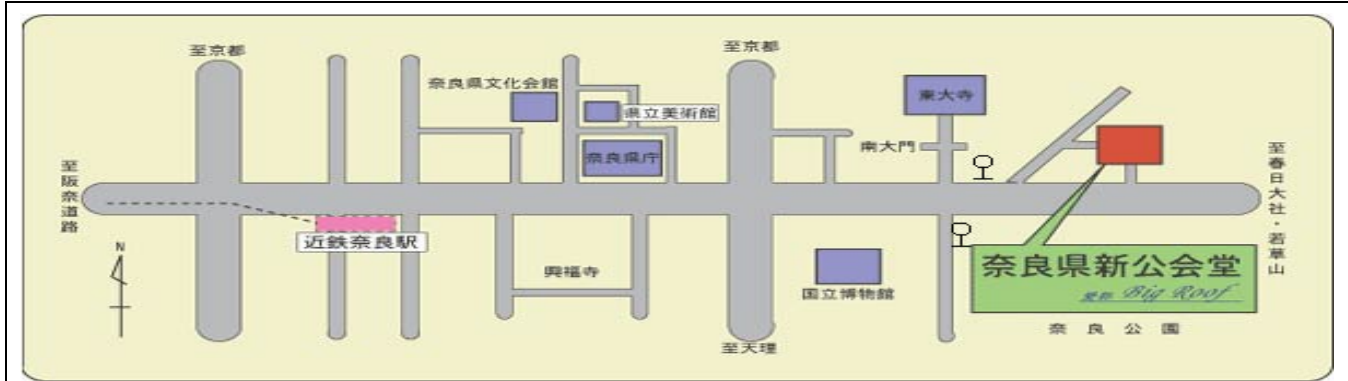 至京都
至京都
奈良県文化会館
県立美術館
東大寺
奈良県庁
南大門
至阪奈道路
至春日大社・若草山
近鉄奈良駅
N
興福寺
国立博物館
奈良県新公会堂
愛称 Big Roof
奈良公園
至天理